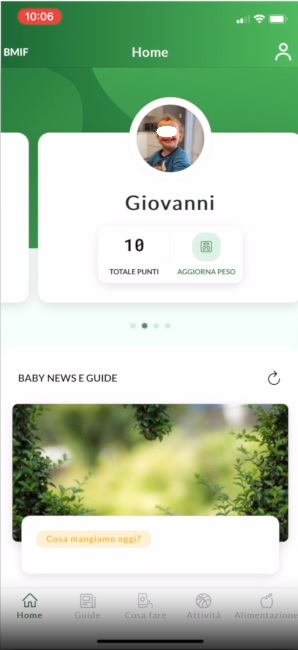 10:06
BMIF
Home
Giovanni
10
TOTALE PUNTI
AGGIORNA PESO
BABY NEWS E GUIDE
Cosa mangiamo oggi?
Home
Guide
Cosa fare
Attività
Alimentazione